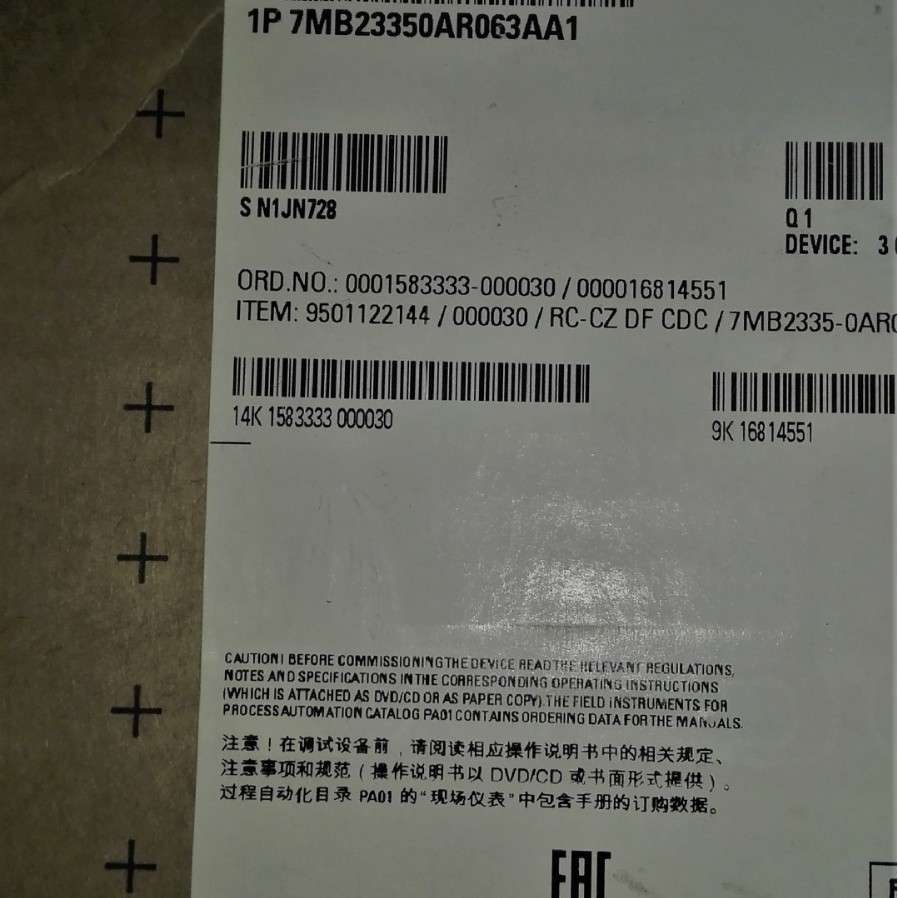 1P 7MB23350AR063AA1
S N1JN728
Q 1
DEVICE: 3
ORD.NO.: 0001583333-000030 / 000016814551
ITEM: 9501122144 / 000030 / RC-CZ DF CDC / 7MB2335-0AR0
14K 1583333 000030
9K 16814551
CAUTION! BEFORE COMMISSIONING THE DEVICE READ THE RELEVANT REGULATIONS,
NOTES AND SPECIFICATIONS IN THE CORRESPONDING OPERATING INSTRUCTIONS
(WHICH IS ATTACHED AS DVD/CD OR AS PAPER COPY). THE FIELD INSTRUMENTS FOR
PROCESS AUTOMATION CATALOG PA01 CONTAINS ORDERING DATA FOR THE MANUALS.
注意！在调试设备前，请阅读相应操作说明书中的相关规定、
注意事项和规范（操作说明书以 DVD/CD 或书面形式提供）。
过程自动化目录 PA01 的“现场仪表”中包含手册的订购数据。
EAC